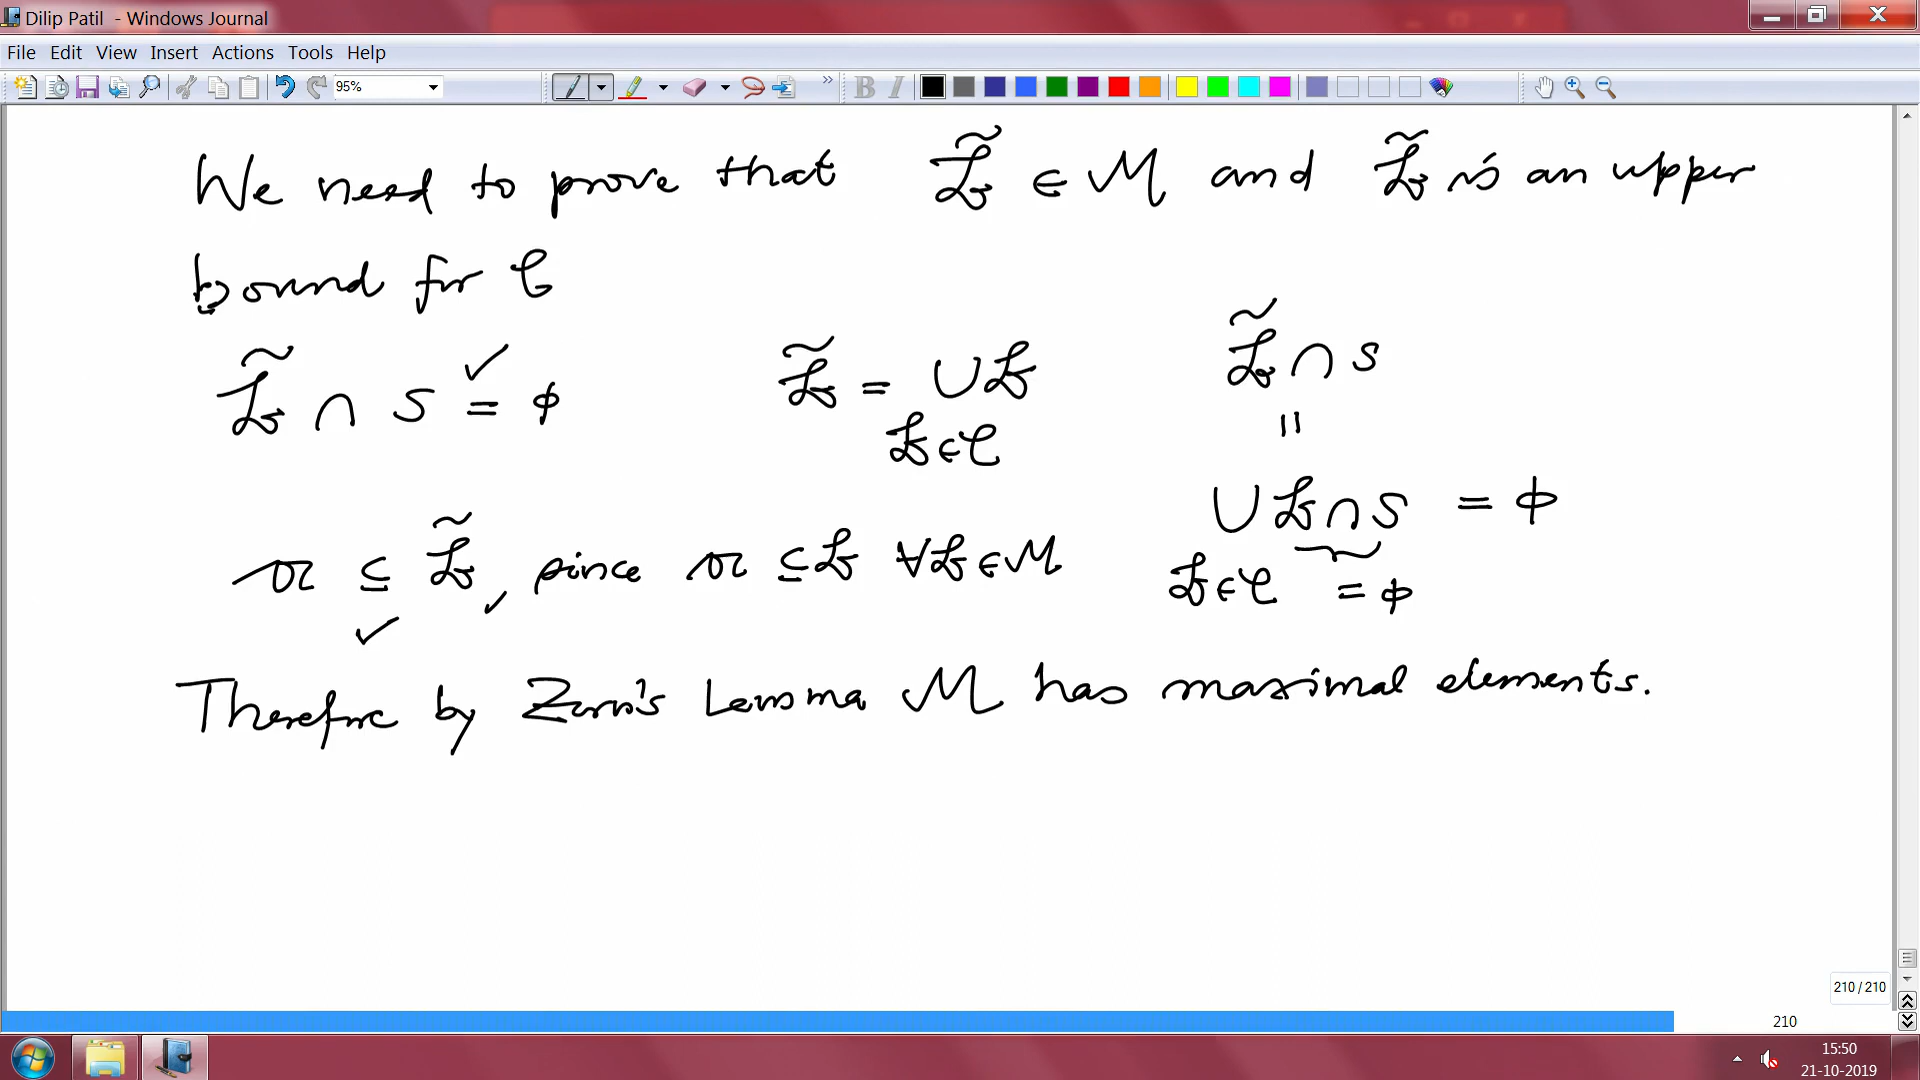 Dilip Patil - Windows Journal
File Edit View Insert Actions Tools Help
95%
B I
We need to prove that 𝔟̃ ∈ ℳ and 𝔟̃ is an upper
bound for 𝒞
𝔟̃ ∩ S = ϕ ✓
𝔟̃ = ∪ 𝔟
𝔟 ∈ 𝒞
𝔟̃ ∩ S
॥
∪ 𝔟 ∩ S = ϕ
𝔟 ∈ 𝒞 = ϕ
𝔞 ⊆ 𝔟̃, since 𝔞 ⊆ 𝔟 ∀ 𝔟 ∈ ℳ
✓ ✓
Therefore by Zorn's Lemma ℳ has maximal elements.
210 / 210
210
15:50
21-10-2019